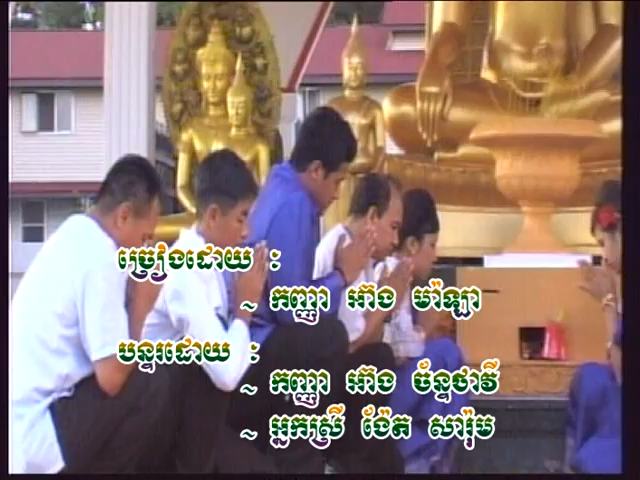 ច្រៀងដោយ :
~ កញ្ញា អ៊ាង ម៉ាឡា
បន្ទរដោយ :
~ កញ្ញា អ៊ាង ច័ន្ទថាវី
~ អ្នកស្រី ង៉ែត សារ៉ុម